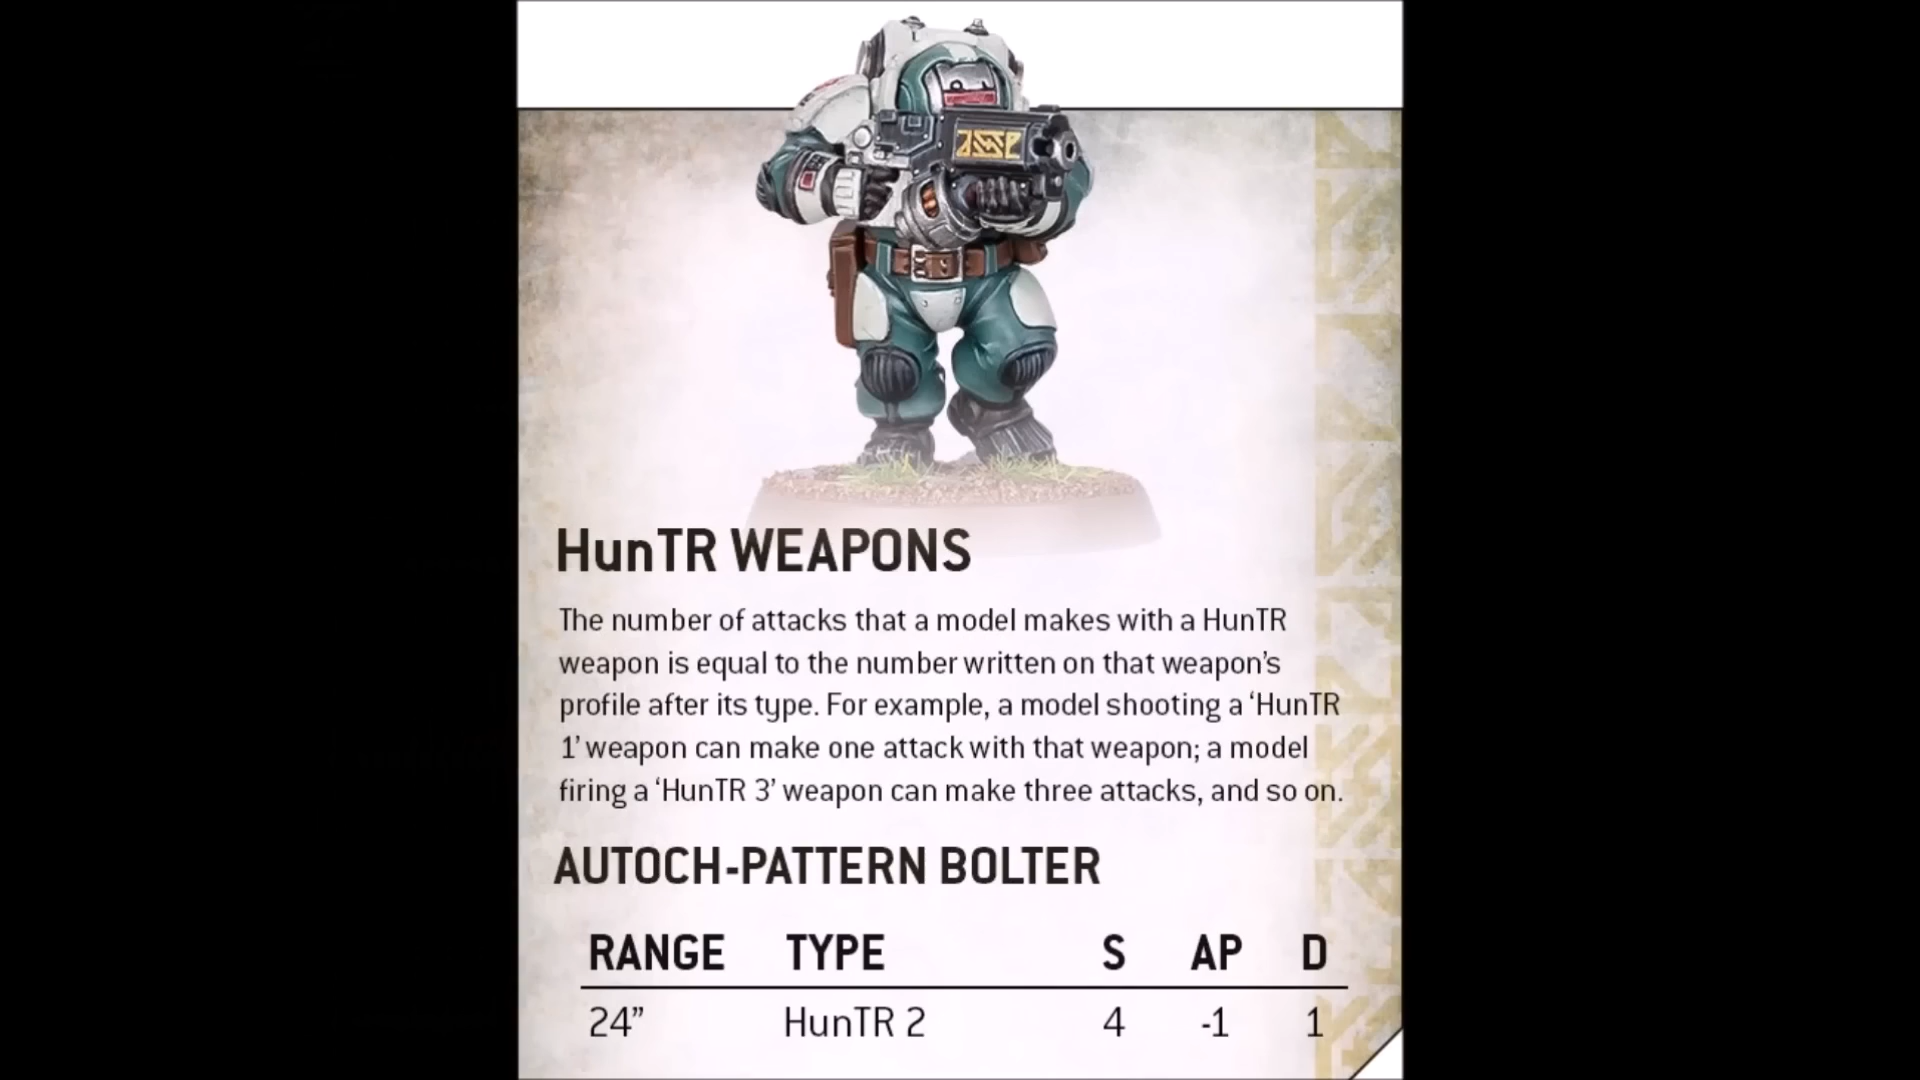 HunTR WEAPONS
The number of attacks that a model makes with a HunTR
weapon is equal to the number written on that weapon’s
profile after its type. For example, a model shooting a ‘HunTR
1’ weapon can make one attack with that weapon; a model
firing a ‘HunTR 3’ weapon can make three attacks, and so on.
AUTOCH-PATTERN BOLTER
RANGE TYPE S AP D
24” HunTR 2 4 -1 1